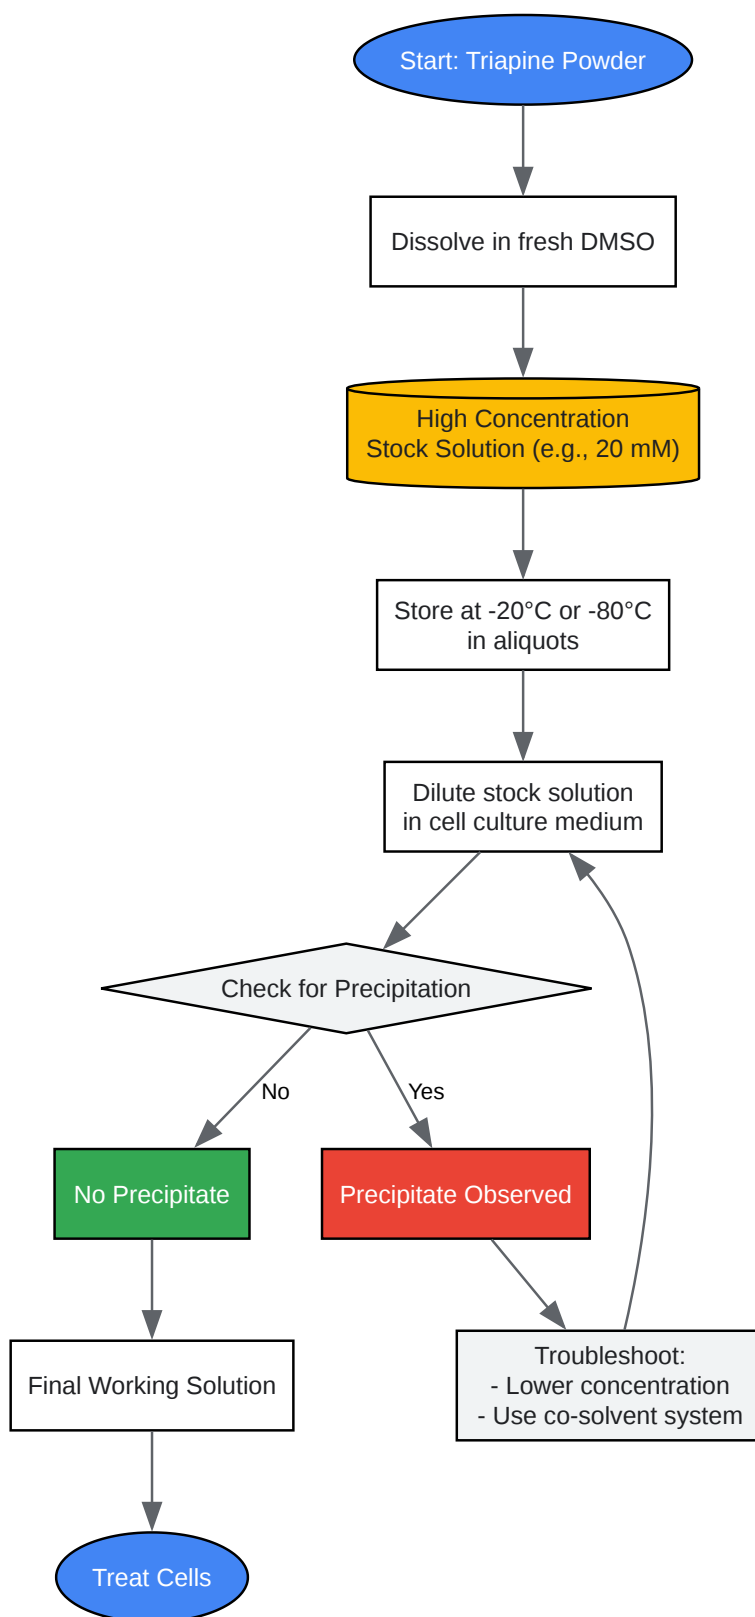 Start: Triapine Powder
Dissolve in fresh DMSO
High Concentration
Stock Solution (e.g., 20 mM)
Store at -20°C or -80°C
in aliquots
Dilute stock solution
in cell culture medium
Check for Precipitation
No
Yes
No Precipitate
Precipitate Observed
Final Working Solution
Troubleshoot:
- Lower concentration
- Use co-solvent system
Treat Cells